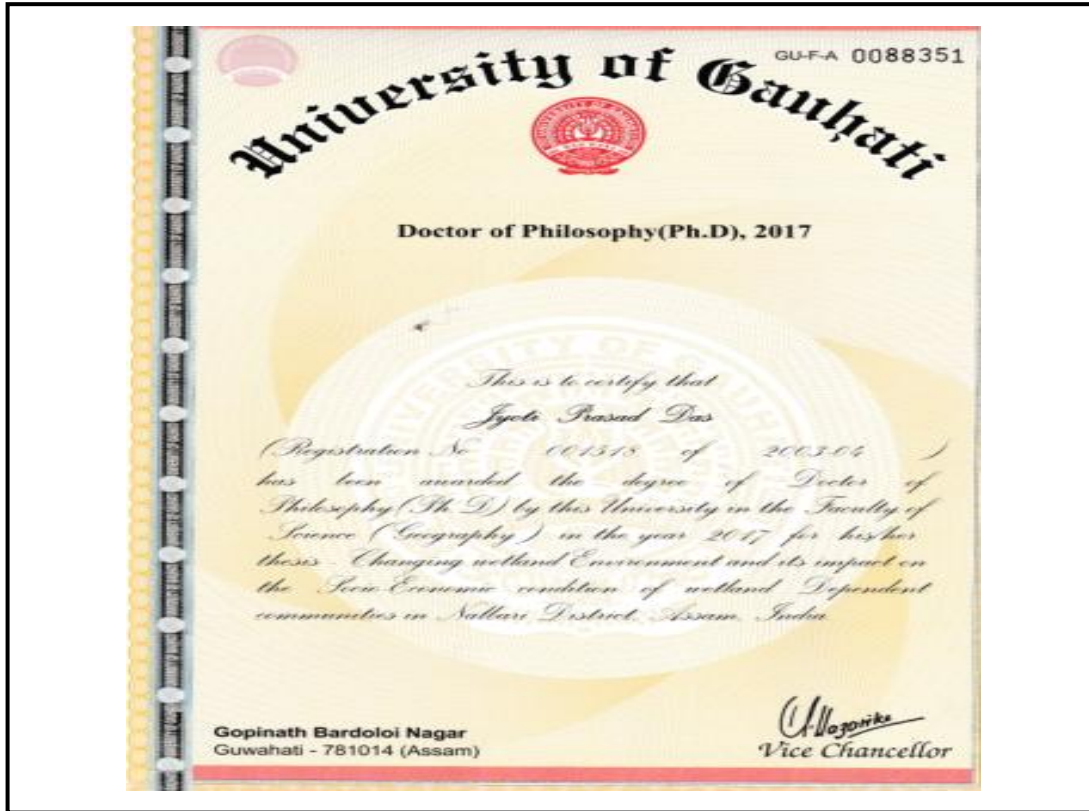 GU-F-A 0088351
University of Gauhati
Doctor of Philosophy(Ph.D), 2017
This is to certify that
Jyoti Prasad Das
(Registration No 001518 of 2003-04 )
has been awarded the degree of Doctor of
Philosophy (Ph. D) by this University in the Faculty of
Science ( Geography ) in the year 2017 for his/her
thesis - Changing wetland Environment and its impact on
the Socio-Economic condition of wetland Dependent
communities in Nalbari District, Assam, India
Gopinath Bardoloi Nagar
Guwahati - 781014 (Assam)
Vice Chancellor